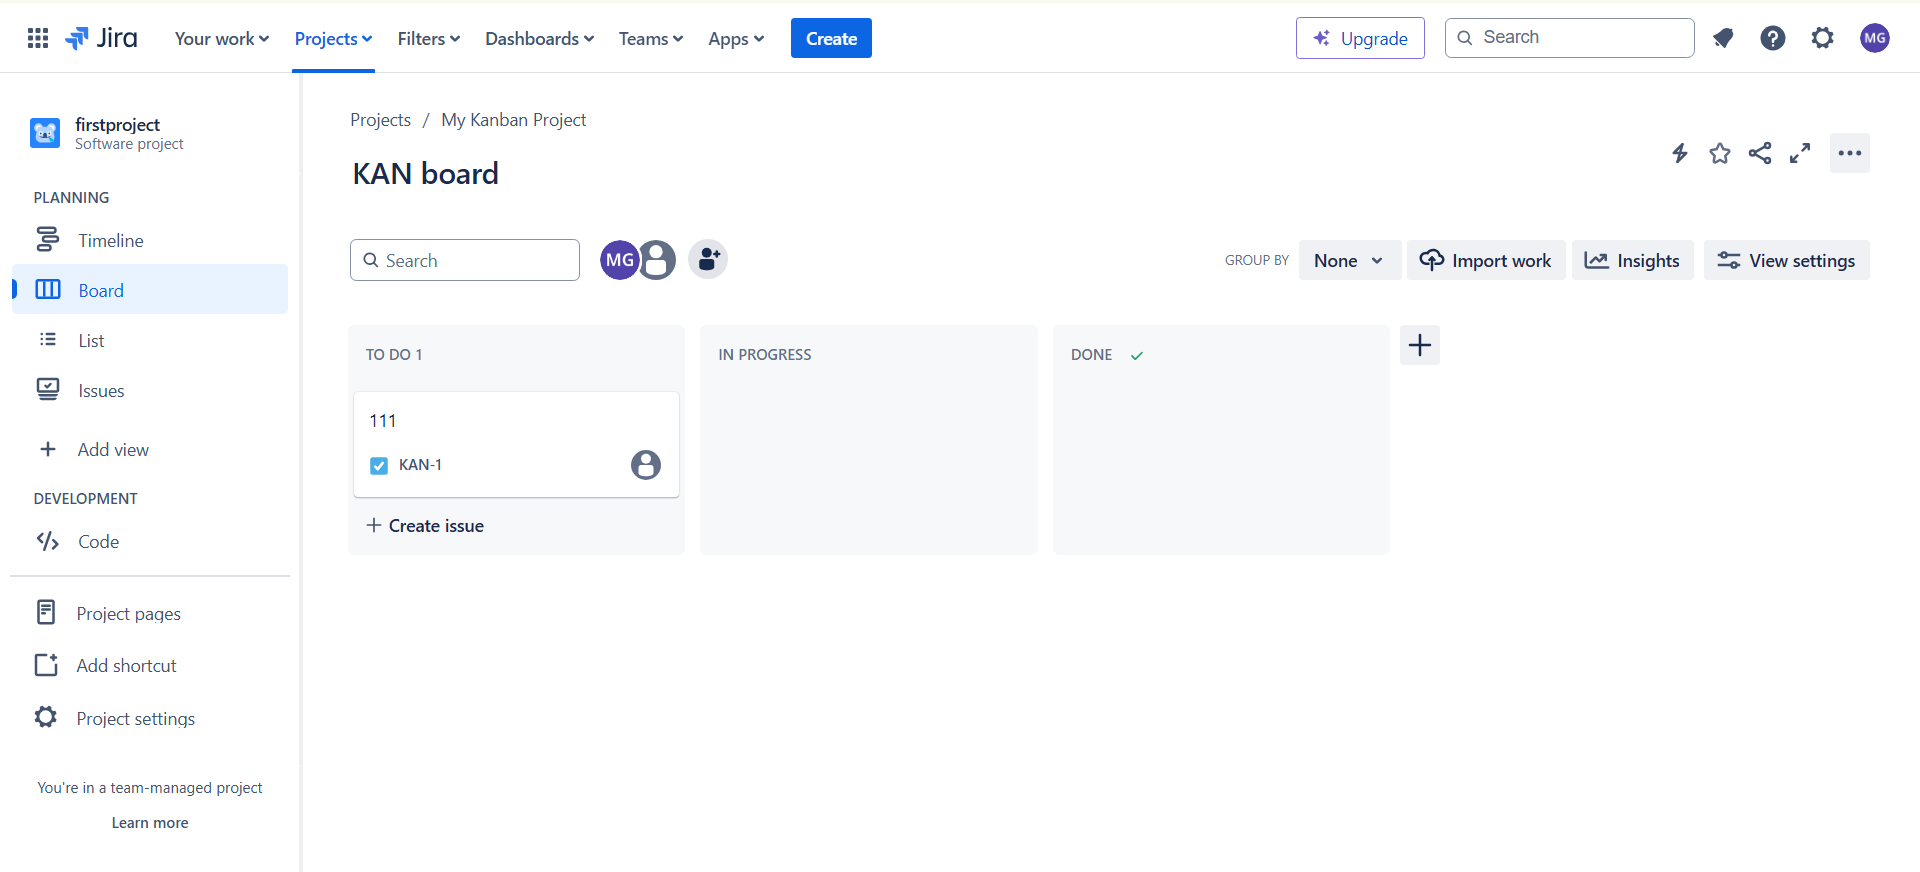 Jira
Your work
Projects
Filters
Dashboards
Teams
Apps
Create
Upgrade
Search
MG
firstproject
Software project
PLANNING
Timeline
Board
List
Issues
Add view
DEVELOPMENT
Code
Project pages
Add shortcut
Project settings
You're in a team-managed project
Learn more
Projects / My Kanban Project
KAN board
Search
MG
GROUP BY
None
Import work
Insights
View settings
TO DO 1
IN PROGRESS
DONE
111
KAN-1
Create issue